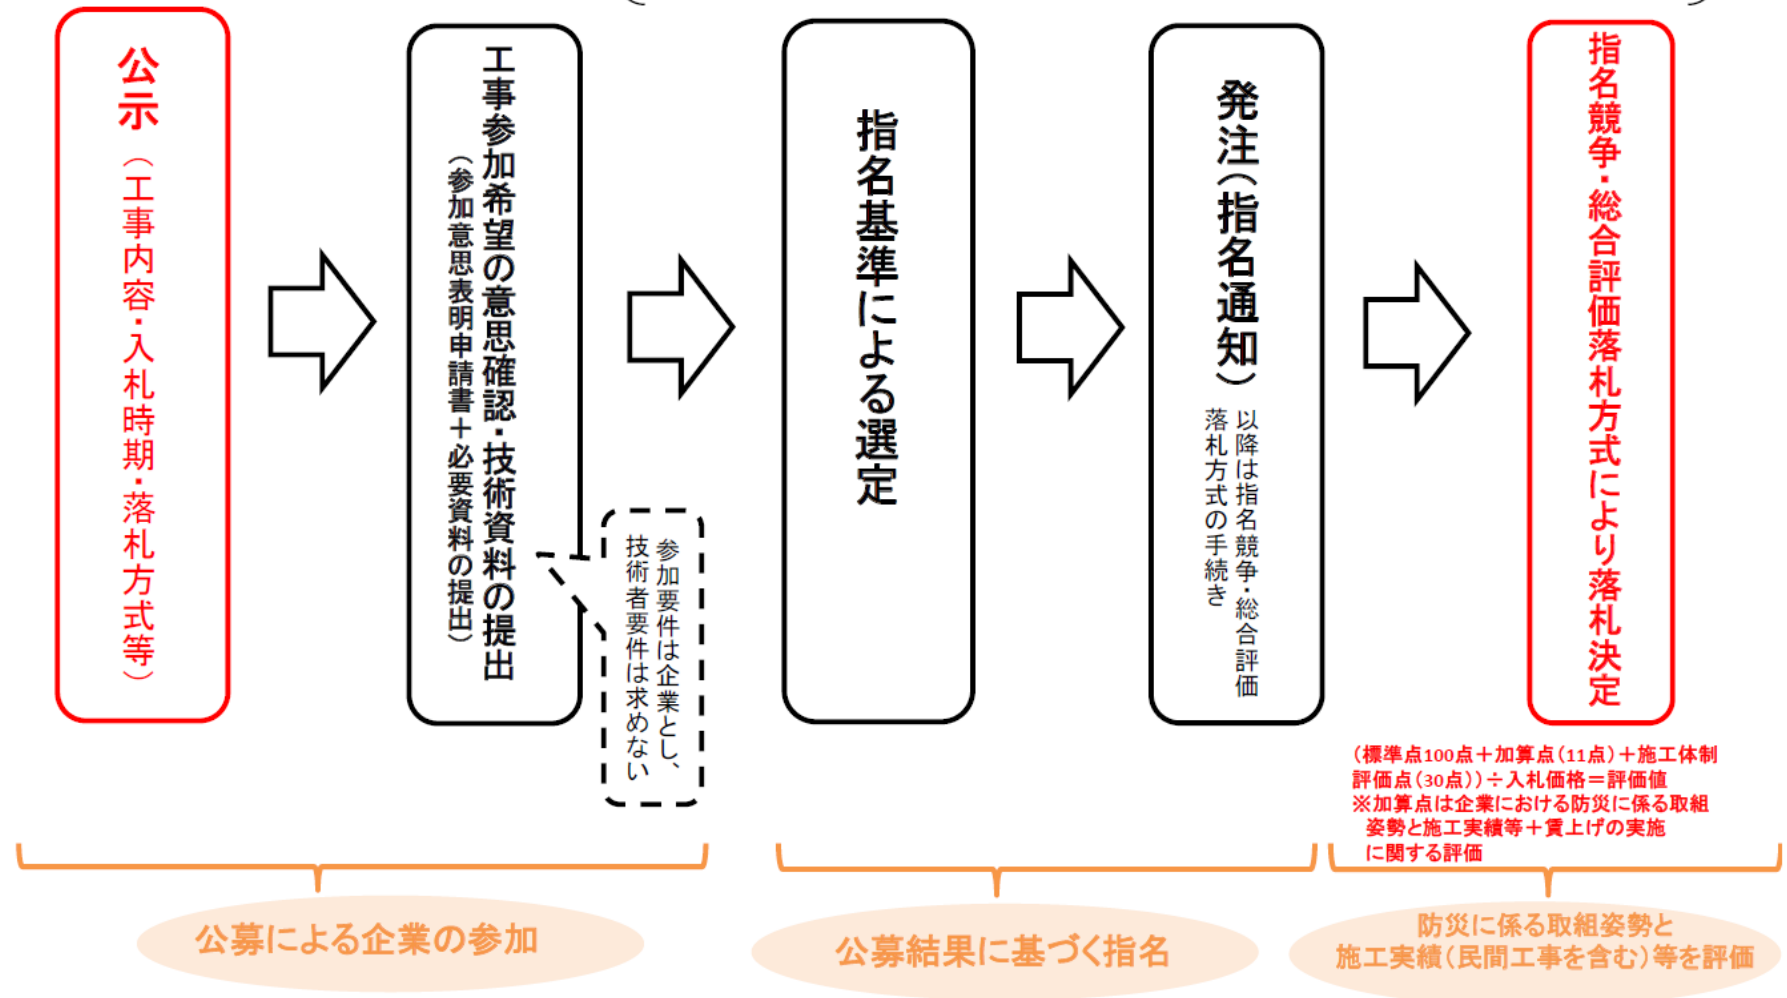 公示（工事内容・入札時期・落札方式等）
工事参加希望の意思確認・技術資料の提出
（参加意思表明申請書＋必要資料の提出）
参加要件は企業とし、
技術者要件は求めない
指名基準による選定
発注（指名通知）
以降は指名競争・総合評価
落札方式の手続き
指名競争・総合評価落札方式により落札決定
（標準点100点＋加算点（11点）＋施工体制
評価点（30点））÷入札価格＝評価値
※加算点は企業における防災に係る取組
姿勢と施工実績等＋賃上げの実施
に関する評価
公募による企業の参加
公募結果に基づく指名
防災に係る取組姿勢と
施工実績（民間工事を含む）等を評価